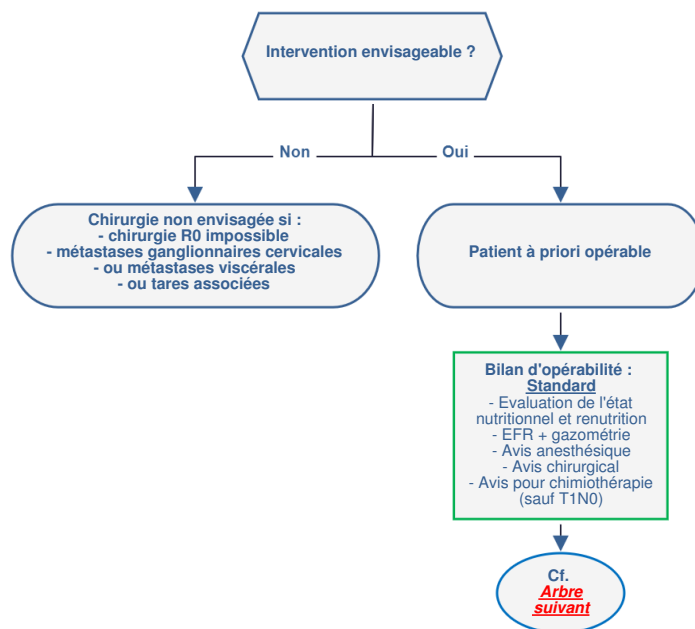 Intervention envisageable ?
Non
Oui
Chirurgie non envisagée si :
- chirurgie R0 impossible
- métastases ganglionnaires cervicales
- ou métastases viscérales
- ou tares associées
Patient à priori opérable
Bilan d'opérabilité :
Standard
- Evaluation de l'état
nutritionnel et renutrition
- EFR + gazométrie
- Avis anesthésique
- Avis chirurgical
- Avis pour chimiothérapie
(sauf T1N0)
Cf.
Arbre
suivant